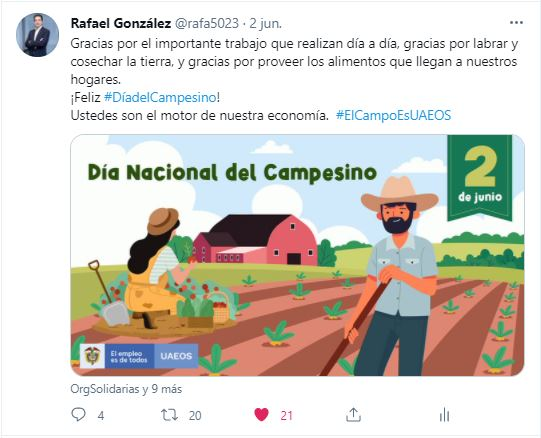 Rafael González @rafa5023 · 2 jun.
Gracias por el importante trabajo que realizan día a día, gracias por labrar y
cosechar la tierra, y gracias por proveer los alimentos que llegan a nuestros
hogares.
¡Feliz #DíadelCampesino!
Ustedes son el motor de nuestra economía. #ElCampoEsUAEOS
Día Nacional del Campesino
2
de junio
El empleo
es de todos
UAEOS
OrgSolidarias y 9 más
4 20 21